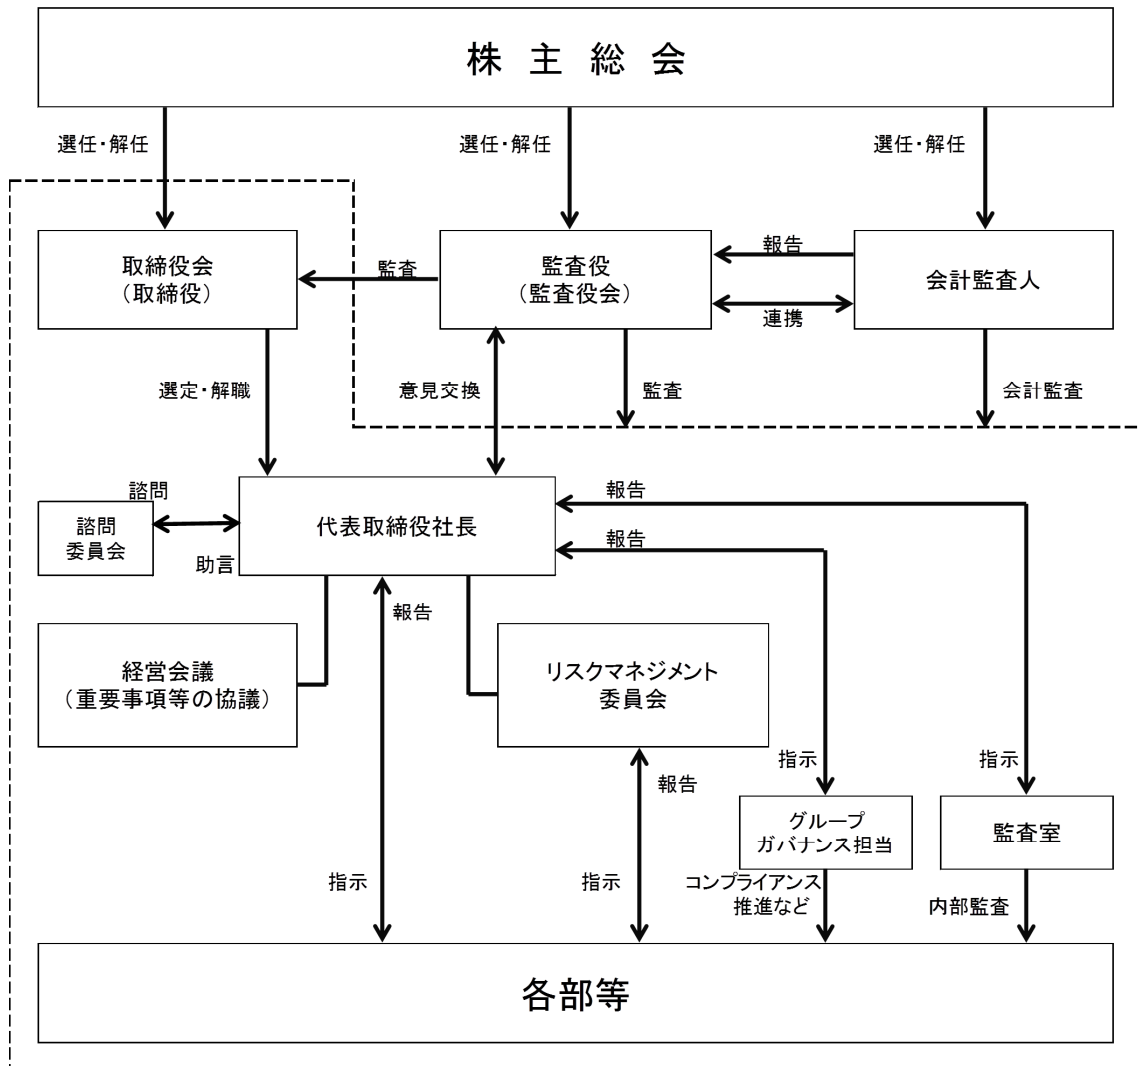 株 主 総 会
選任・解任
選任・解任
選任・解任
取締役会
（取締役）
監査
監査役
（監査役会）
報告
連携
会計監査人
選定・解職
意見交換
監査
会計監査
諮問
諮問
委員会
助言
代表取締役社長
報告
報告
報告
経営会議
（重要事項等の協議）
リスクマネジメント
委員会
報告
指示
指示
グループ
ガバナンス担当
監査室
指示
指示
コンプライアンス
推進など
内部監査
各部等